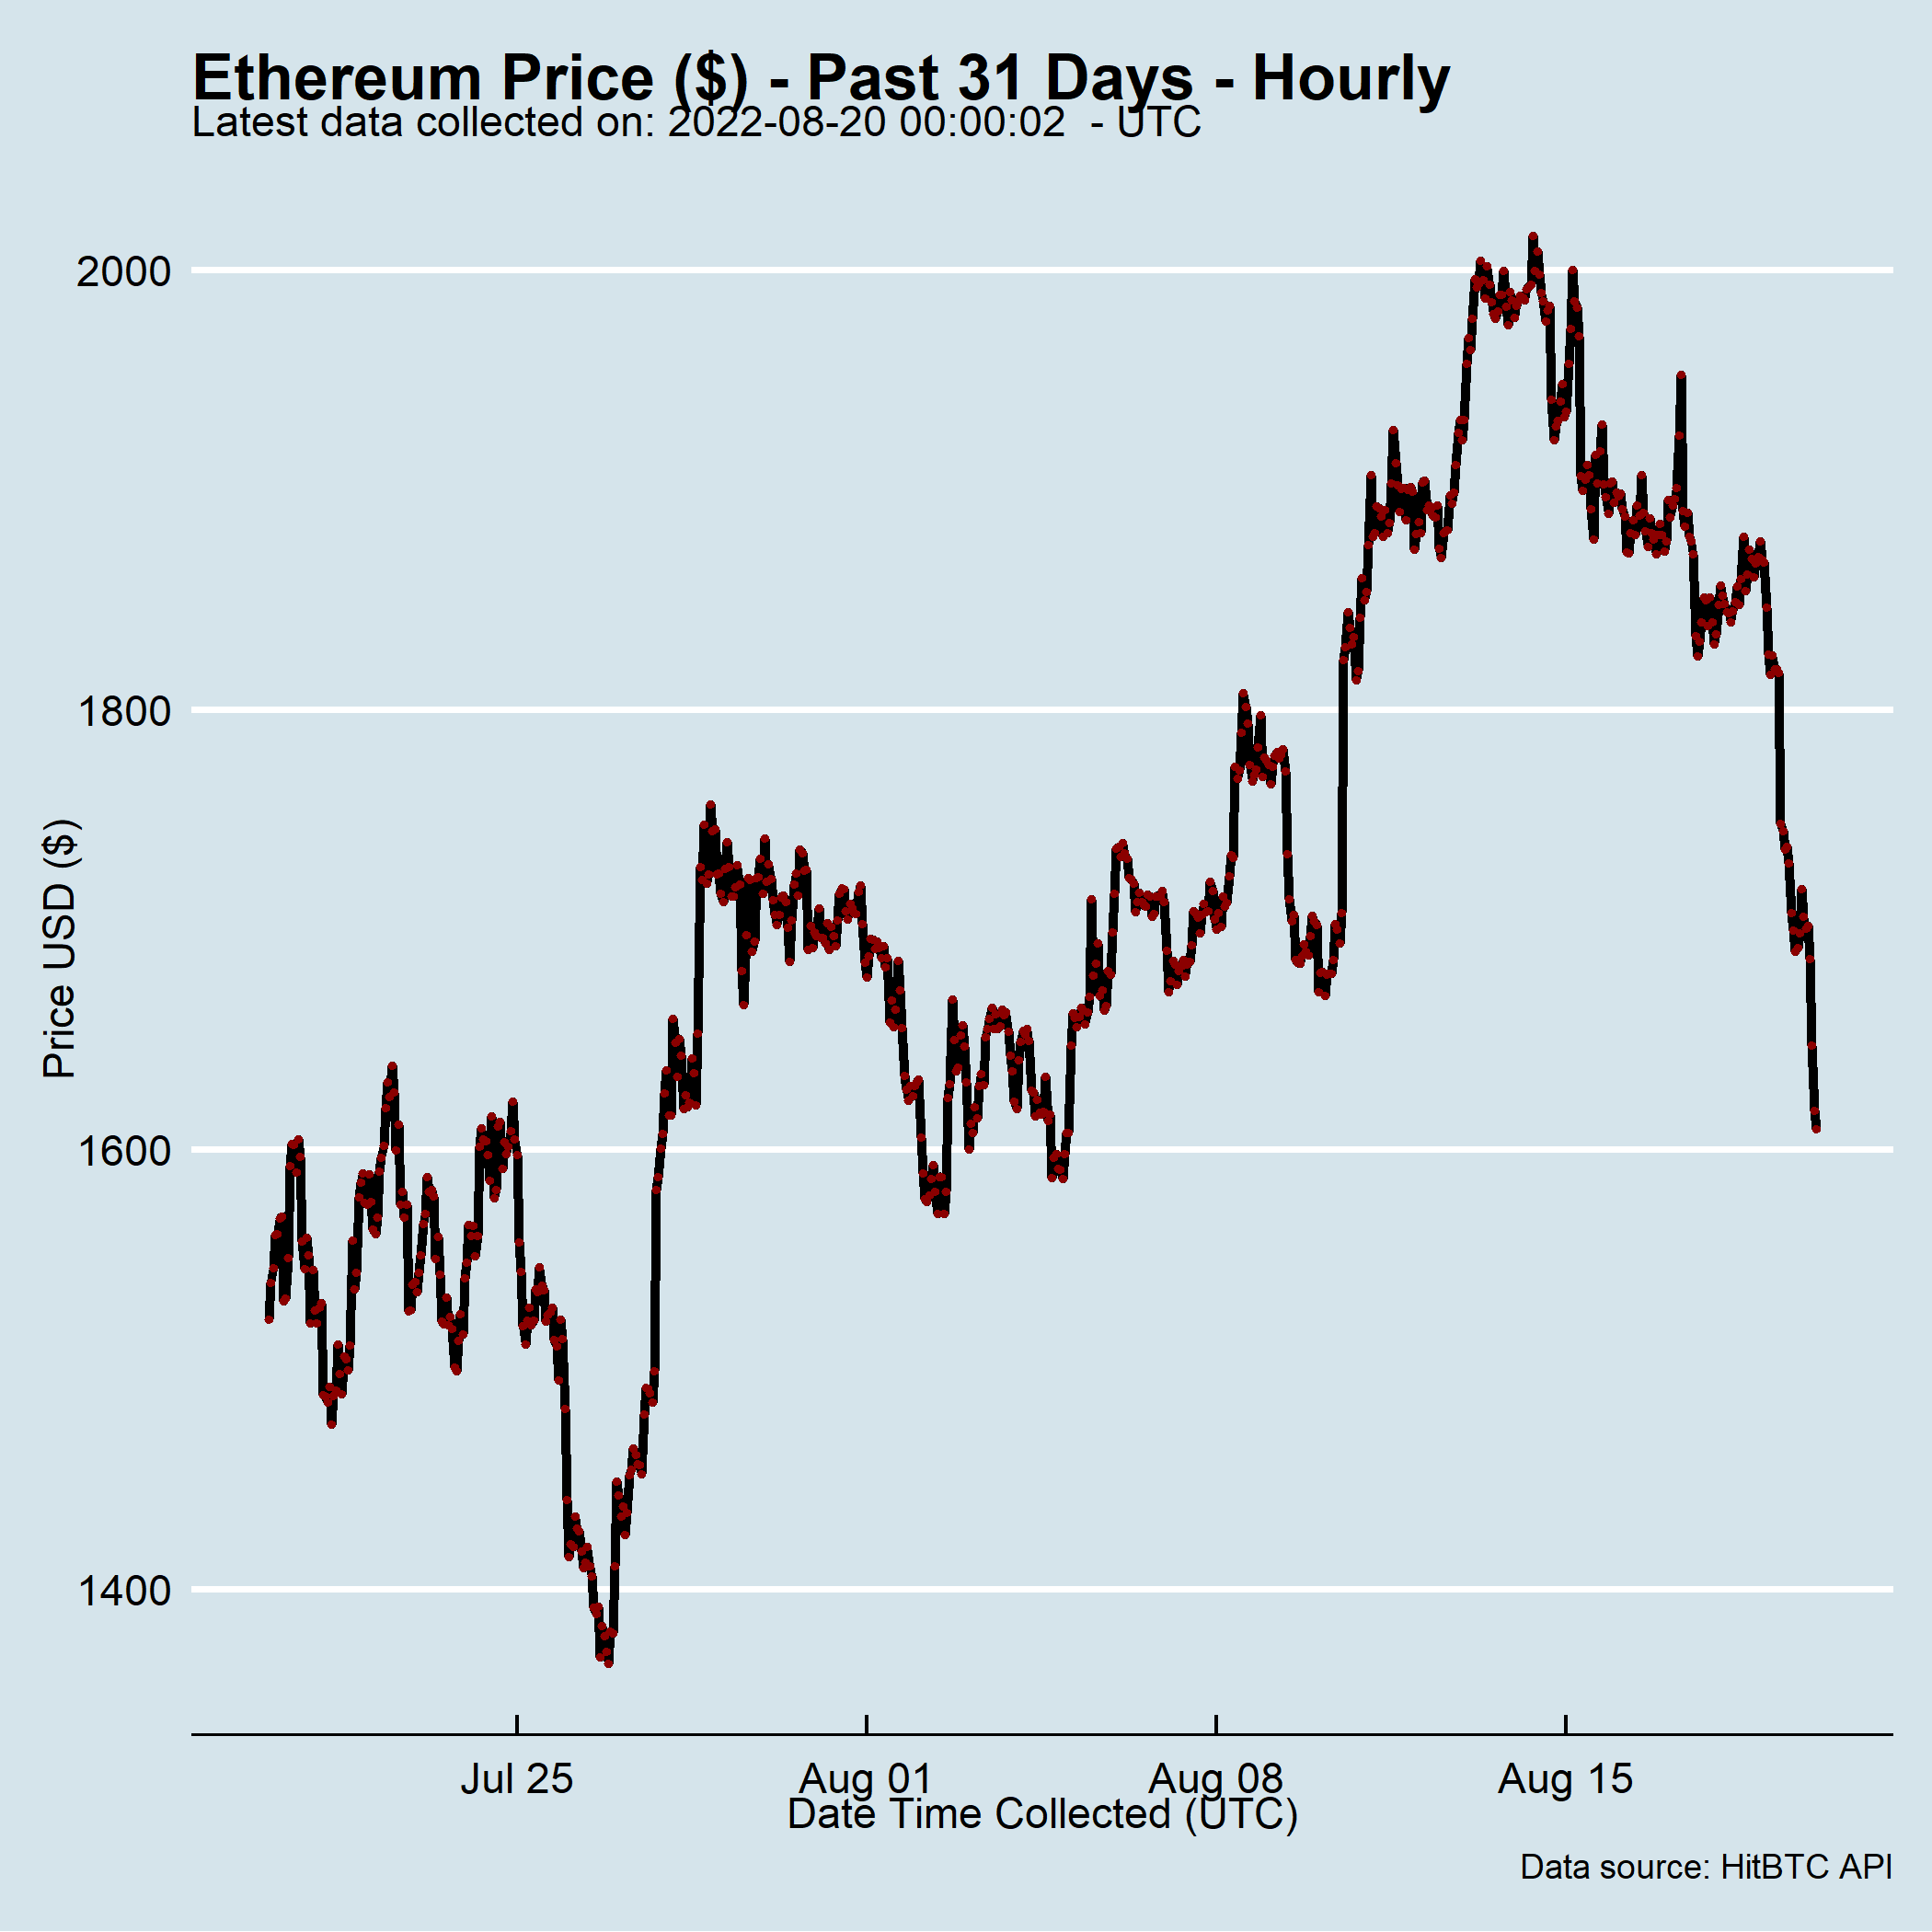 Ethereum Price ($) - Past 31 Days - Hourly
Latest data collected on: 2022-08-20 00:00:02  - UTC
2000
1800
1600
1400
Price USD ($)
Jul 25 Aug 01 Aug 08 Aug 15
Date Time Collected (UTC)
Data source: HitBTC API